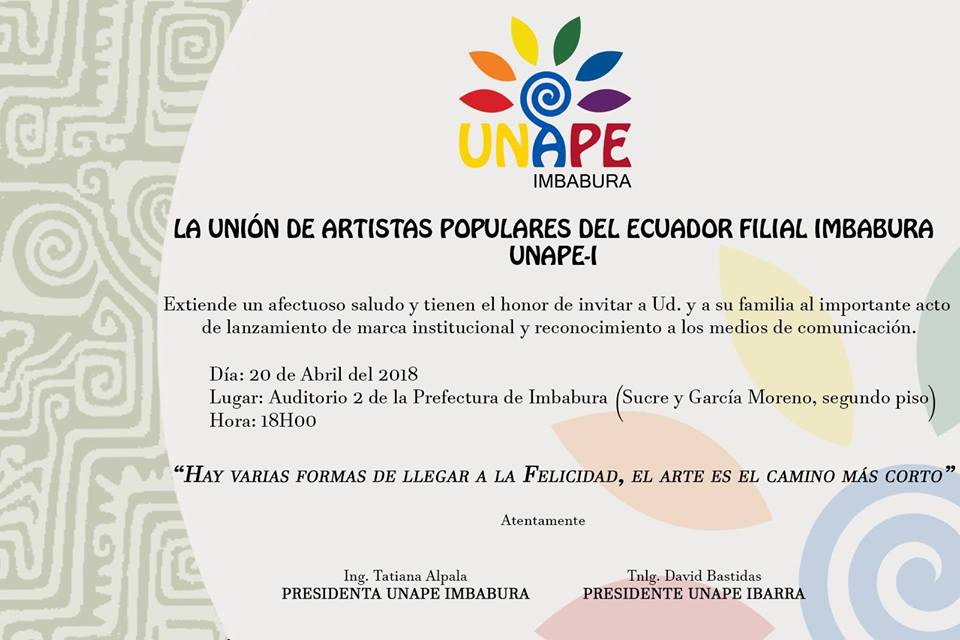 UNAPE
IMBABURA
LA UNIÓN DE ARTISTAS POPULARES DEL ECUADOR FILIAL IMBABURA
UNAPE-I
Extiende un afectuoso saludo y tienen el honor de invitar a Ud. y a su familia al importante acto
de lanzamiento de marca institucional y reconocimiento a los medios de comunicación.
Día: 20 de Abril del 2018
Lugar: Auditorio 2 de la Prefectura de Imbabura (Sucre y García Moreno, segundo piso)
Hora: 18H00
“HAY VARIAS FORMAS DE LLEGAR A LA FELICIDAD, EL ARTE ES EL CAMINO MÁS CORTO”
Atentamente
Ing. Tatiana Alpala
PRESIDENTA UNAPE IMBABURA
Tnlg. David Bastidas
PRESIDENTE UNAPE IBARRA